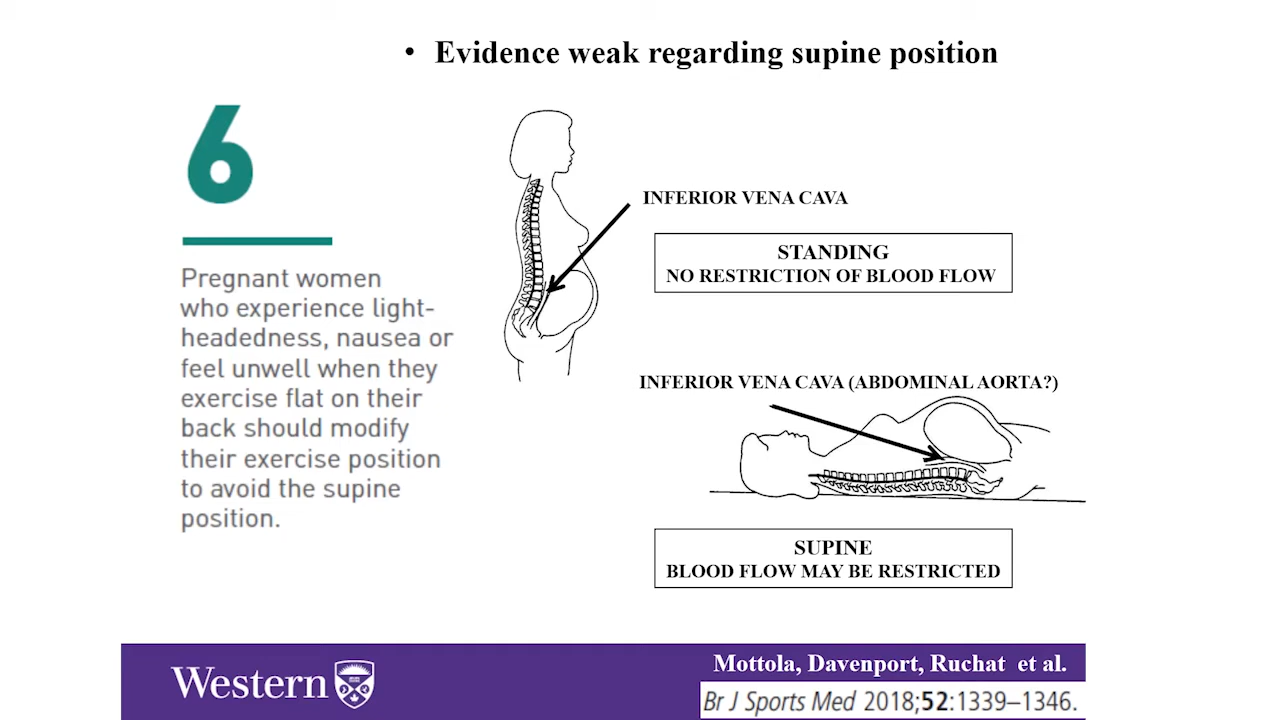 • Evidence weak regarding supine position
6
Pregnant women
who experience light-
headedness, nausea or
feel unwell when they
exercise flat on their
back should modify
their exercise position
to avoid the supine
position.
INFERIOR VENA CAVA
STANDING
NO RESTRICTION OF BLOOD FLOW
INFERIOR VENA CAVA (ABDOMINAL AORTA?)
SUPINE
BLOOD FLOW MAY BE RESTRICTED
Western
Mottola, Davenport, Ruchat et al.
Br J Sports Med 2018;52:1339–1346.